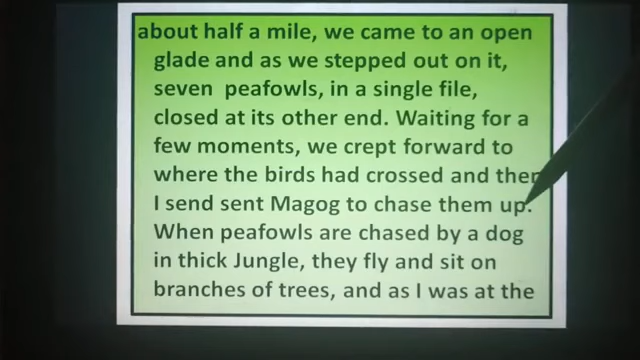 about half a mile, we came to an open
glade and as we stepped out on it,
seven peafowls, in a single file,
closed at its other end. Waiting for a
few moments, we crept forward to
where the birds had crossed and then
I send sent Magog to chase them up.
When peafowls are chased by a dog
in thick Jungle, they fly and sit on
branches of trees, and as I was at the